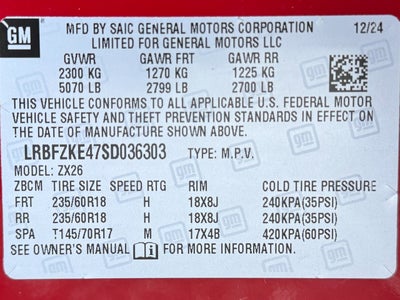 GM MFD BY SAIC GENERAL MOTORS CORPORATION 12/24
LIMITED FOR GENERAL MOTORS LLC
GVWR GAWR FRT GAWR RR
2300 KG 1270 KG 1225 KG
5070 LB 2799 LB 2700 LB
THIS VEHICLE CONFORMS TO ALL APPLICABLE U.S. FEDERAL MOTOR
VEHICLE SAFETY AND THEFT PREVENTION STANDARDS IN EFFECT ON
THE DATE OF MANUFACTURE SHOWN ABOVE.
LRBFZKE47SD036303 TYPE: M.P.V.
MODEL: ZX26
ZBCM TIRE SIZE SPEED RTG RIM COLD TIRE PRESSURE
FRT 235/60R18 H 18X8J 240KPA(35PSI)
RR 235/60R18 H 18X8J 240KPA(35PSI)
SPA T145/70R17 M 17X4B 420KPA(60PSI)
SEE OWNER'S MANUAL FOR MORE INFORMATION